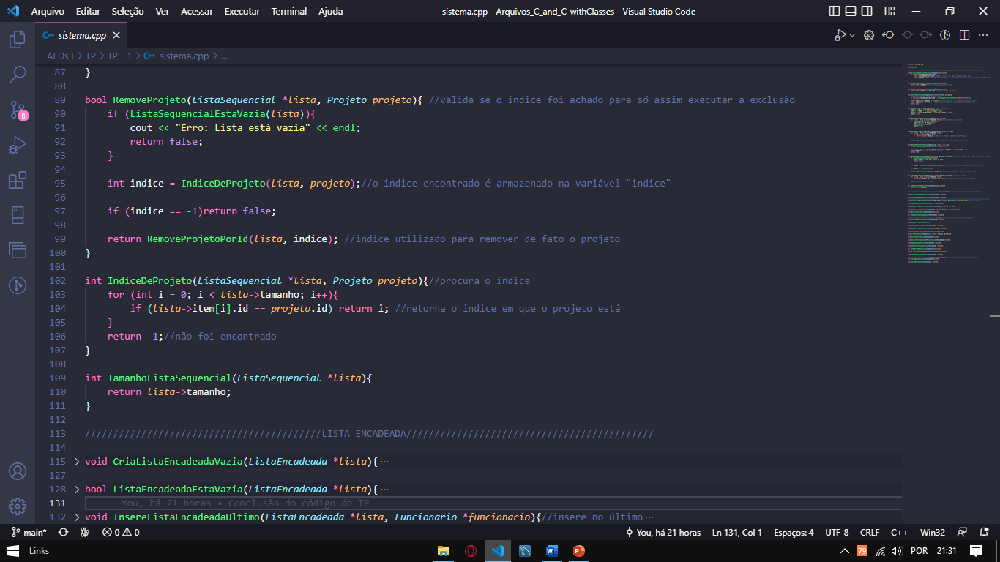 Arquivo Editar Seleção Ver Acessar Executar Terminal Ajuda sistema.cpp - Arquivos_C_and_C-withClasses - Visual Studio Code
sistema.cpp
AEDs I > TP > TP - 1 > sistema.cpp > ...
87 }
88
89 bool RemoveProjeto(ListaSequencial *lista, Projeto projeto){ //valida se o indice foi achado para só assim executar a exclusão
90 if (ListaSequencialEstaVazia(lista)){
91 cout << "Erro: Lista está vazia" << endl;
92 return false;
93 }
94
95 int indice = IndiceDeProjeto(lista, projeto);//o indice encontrado é armazenado na variável "indice"
96
97 if (indice == -1)return false;
98
99 return RemoveProjetoPorId(lista, indice); //indice utilizado para remover de fato o projeto
100 }
101
102 int IndiceDeProjeto(ListaSequencial *lista, Projeto projeto){//procura o indice
103 for (int i = 0; i < lista->tamanho; i++){
104 if (lista->item[i].id == projeto.id) return i; //retorna o indice em que o projeto está
105 }
106 return -1;//não foi encontrado
107 }
108
109 int TamanhoListaSequencial(ListaSequencial *lista){
110 return lista->tamanho;
111 }
112
113 //////////////////////////////////////////LISTA ENCADEADA////////////////////////////////////////////
114
115 > void CriaListaEncadeadaVazia(ListaEncadeada *lista){ ...
127
128 > bool ListaEncadeadaEstaVazia(ListaEncadeada *lista){ ...
131 You, há 21 horas • Conclusão do código do TP
132 > void InsereListaEncadeadaUltimo(ListaEncadeada *lista, Funcionario *funcionario){//insere no último ...
8
main* 0 0 You, há 21 horas Ln 131, Col 1 Espaços: 4 UTF-8 CRLF C++ Win32
Links 79 POR 21:31